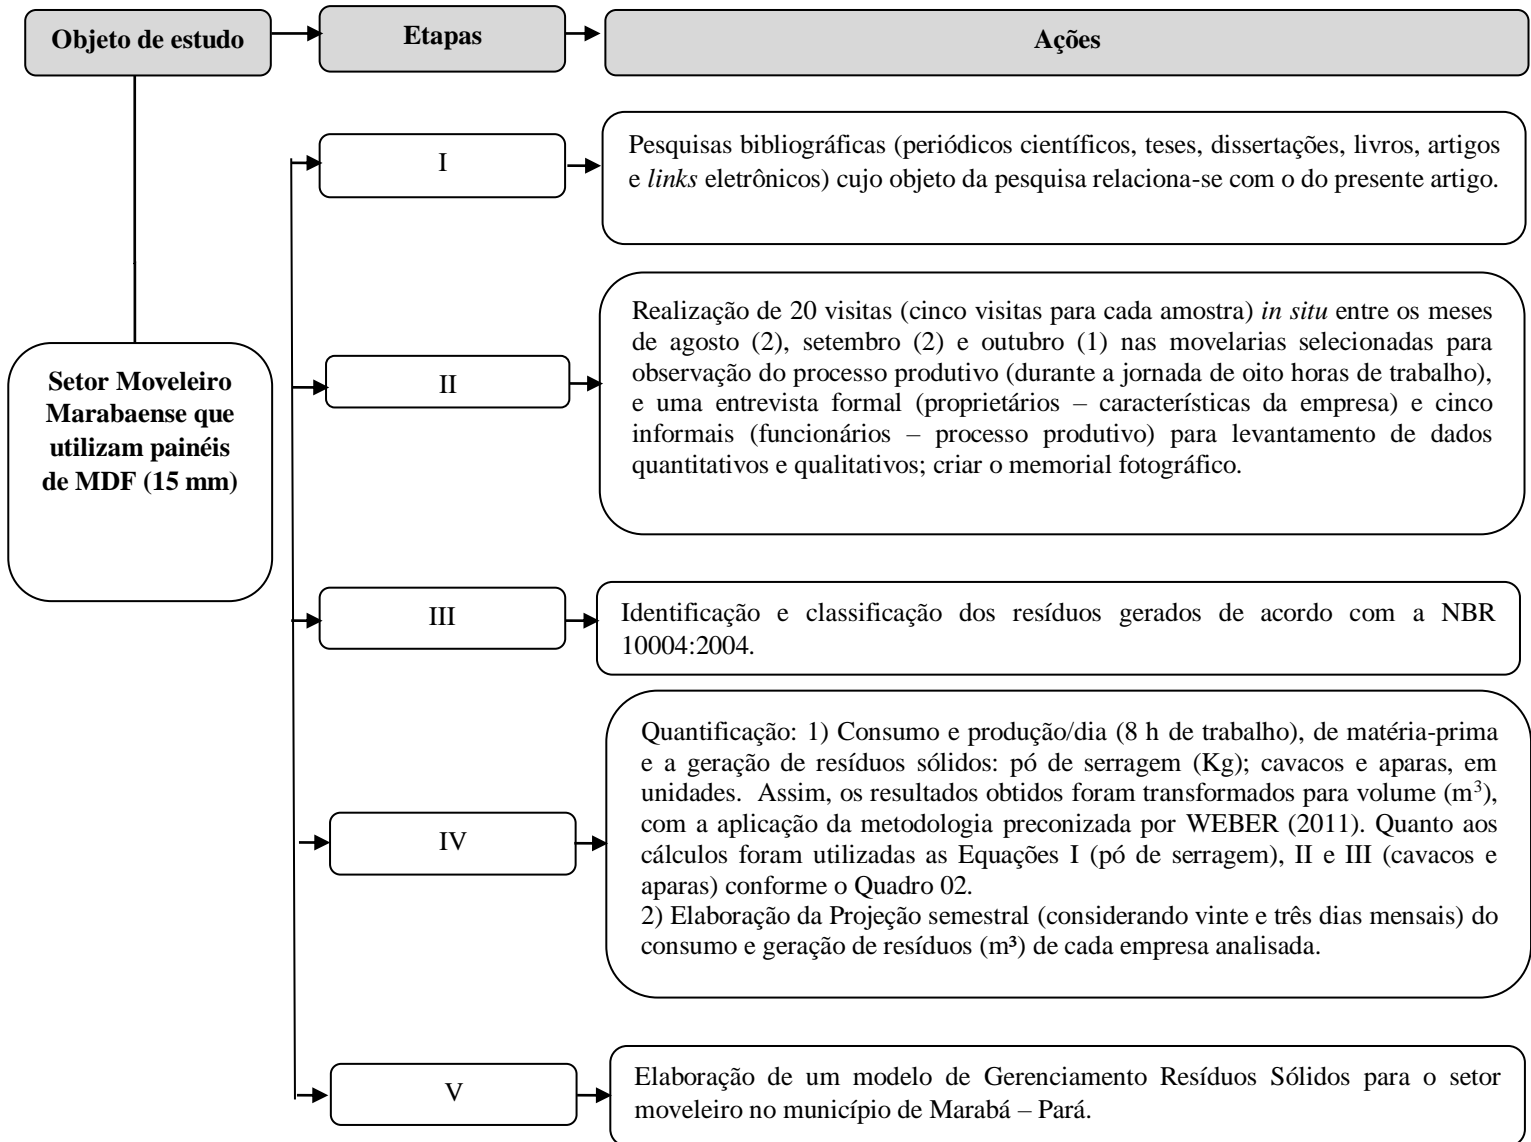 Objeto de estudo
Etapas
Ações
Setor Moveleiro
Marabaense que
utilizam painéis
de MDF (15 mm)
I
Pesquisas bibliográficas (periódicos científicos, teses, dissertações, livros, artigos
e links eletrônicos) cujo objeto da pesquisa relaciona-se com o do presente artigo.
II
Realização de 20 visitas (cinco visitas para cada amostra) in situ entre os meses
de agosto (2), setembro (2) e outubro (1) nas movelarias selecionadas para
observação do processo produtivo (durante a jornada de oito horas de trabalho),
e uma entrevista formal (proprietários – características da empresa) e cinco
informais (funcionários – processo produtivo) para levantamento de dados
quantitativos e qualitativos; criar o memorial fotográfico.
III
Identificação e classificação dos resíduos gerados de acordo com a NBR
10004:2004.
IV
Quantificação: 1) Consumo e produção/dia (8 h de trabalho), de matéria-prima
e a geração de resíduos sólidos: pó de serragem (Kg); cavacos e aparas, em
unidades. Assim, os resultados obtidos foram transformados para volume (m³),
com a aplicação da metodologia preconizada por WEBER (2011). Quanto aos
cálculos foram utilizadas as Equações I (pó de serragem), II e III (cavacos e
aparas) conforme o Quadro 02.
2) Elaboração da Projeção semestral (considerando vinte e três dias mensais) do
consumo e geração de resíduos (m³) de cada empresa analisada.
V
Elaboração de um modelo de Gerenciamento Resíduos Sólidos para o setor
moveleiro no município de Marabá – Pará.